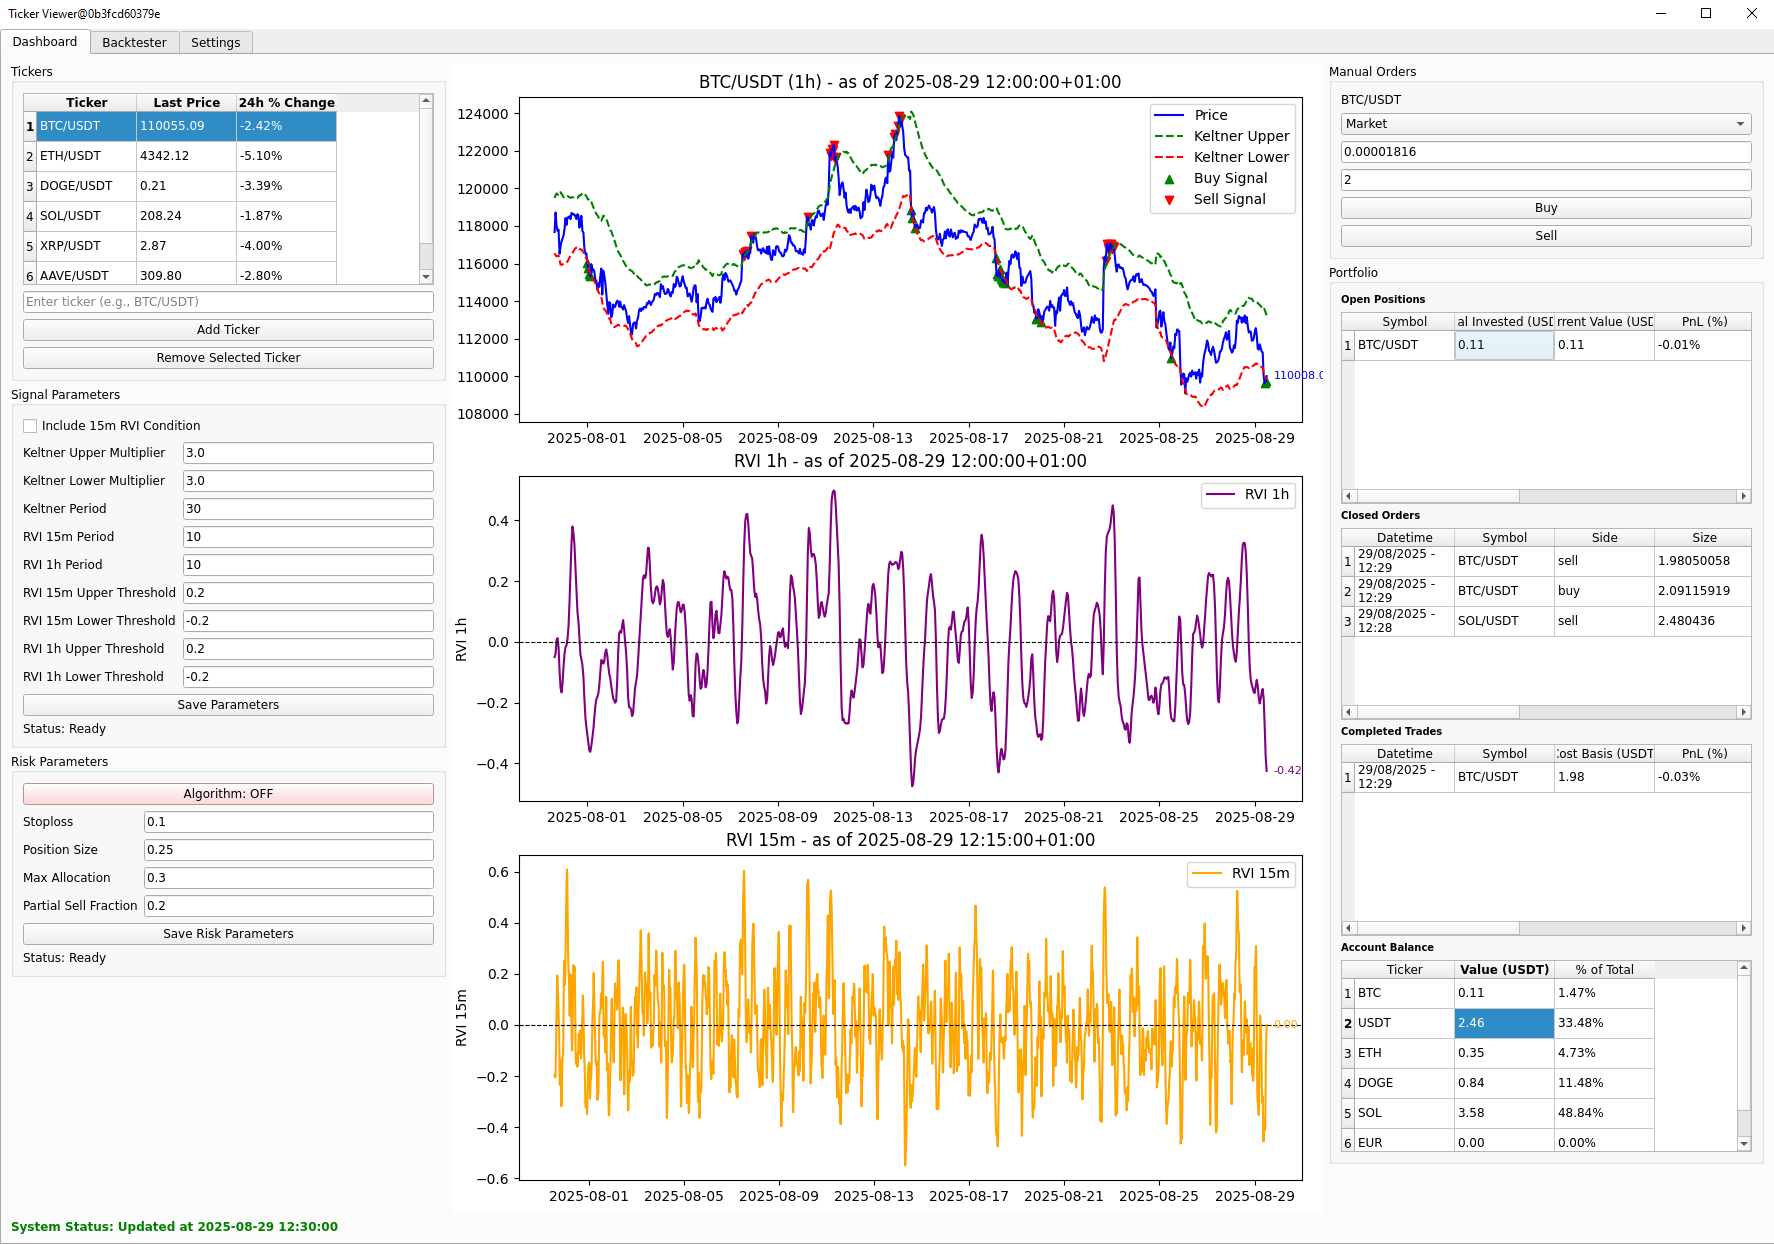 Ticker Viewer@0b3fcd60379e
Dashboard Backtester Settings
Tickers
Ticker Last Price 24h % Change
1 BTC/USDT 110055.09 -2.42%
2 ETH/USDT 4342.12 -5.10%
3 DOGE/USDT 0.21 -3.39%
4 SOL/USDT 208.24 -1.87%
5 XRP/USDT 2.87 -4.00%
6 AAVE/USDT 309.80 -2.80%
Enter ticker (e.g., BTC/USDT)
Add Ticker
Remove Selected Ticker
Signal Parameters
Include 15m RVI Condition
Keltner Upper Multiplier 3.0
Keltner Lower Multiplier 3.0
Keltner Period 30
RVI 15m Period 10
RVI 1h Period 10
RVI 15m Upper Threshold 0.2
RVI 15m Lower Threshold -0.2
RVI 1h Upper Threshold 0.2
RVI 1h Lower Threshold -0.2
Save Parameters
Status: Ready
Risk Parameters
Algorithm: OFF
Stoploss 0.1
Position Size 0.25
Max Allocation 0.3
Partial Sell Fraction 0.2
Save Risk Parameters
Status: Ready
System Status: Updated at 2025-08-29 12:30:00
BTC/USDT (1h) - as of 2025-08-29 12:00:00+01:00
124000
122000
120000
118000
116000
114000
112000
110000
108000
Price
Keltner Upper
Keltner Lower
Buy Signal
Sell Signal
110008.0
2025-08-01 2025-08-05 2025-08-09 2025-08-13 2025-08-17 2025-08-21 2025-08-25 2025-08-29
RVI 1h - as of 2025-08-29 12:00:00+01:00
RVI 1h
0.4
0.2
0.0
−0.2
−0.4
RVI 1h
-0.42
2025-08-01 2025-08-05 2025-08-09 2025-08-13 2025-08-17 2025-08-21 2025-08-25 2025-08-29
RVI 15m - as of 2025-08-29 12:15:00+01:00
RVI 15m
0.6
0.4
0.2
0.0
−0.2
−0.4
−0.6
RVI 15m
0.00
2025-08-01 2025-08-05 2025-08-09 2025-08-13 2025-08-17 2025-08-21 2025-08-25 2025-08-29
Manual Orders
BTC/USDT
Market
0.00001816
2
Buy
Sell
Portfolio
Open Positions
Symbol al Invested (USD rrent Value (USD PnL (%)
1 BTC/USDT 0.11 0.11 -0.01%
Closed Orders
Datetime Symbol Side Size
1 29/08/2025 - 12:29 BTC/USDT sell 1.98050058
2 29/08/2025 - 12:29 BTC/USDT buy 2.09115919
3 29/08/2025 - 12:28 SOL/USDT sell 2.480436
Completed Trades
Datetime Symbol Cost Basis (USDT PnL (%)
1 29/08/2025 - 12:29 BTC/USDT 1.98 -0.03%
Account Balance
Ticker Value (USDT) % of Total
1 BTC 0.11 1.47%
2 USDT 2.46 33.48%
3 ETH 0.35 4.73%
4 DOGE 0.84 11.48%
5 SOL 3.58 48.84%
6 EUR 0.00 0.00%